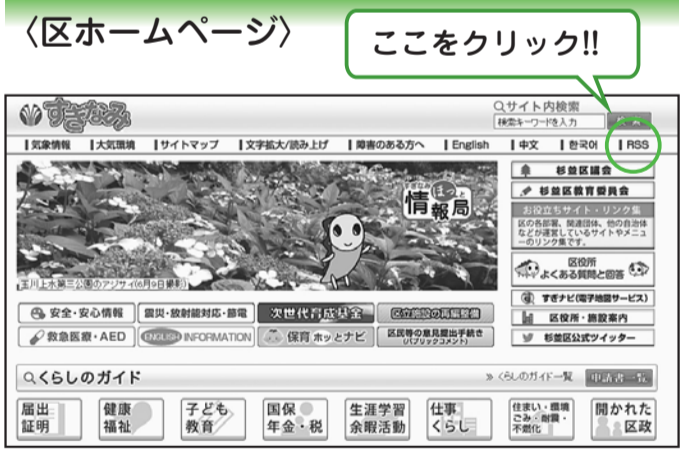 〈区ホームページ〉
ここをクリック!!
すぎなみ
サイト内検索
検索キーワードを入力
気象情報
大気環境
サイトマップ
文字拡大/読み上げ
障害のある方へ
English
中文
한국어
RSS
杉並区議会
杉並区教育委員会
お役立ちサイト・リンク集
区の各部署、関連団体、他の自治体
などが運営しているサイトやメニュ
ーのリンク集です。
区役所
よくある質問と回答
すぎナビ(電子地図サービス)
区役所・施設案内
杉並区公式ツイッター
すぎなみ
ほっと
情報局
玉川上水第三公園のアジサイ(6月9日撮影)
安全・安心情報
震災・放射能対応・節電
次世代育成基金
区立施設の再編整備
救急医療・AED
ENGLISH INFORMATION
保育 ホッとナビ
区民等の意見提出手続き
(パブリックコメント)
くらしのガイド
» くらしのガイド一覧
申請書一覧
届出
証明
健康
福祉
子ども
教育
国保
年金・税
生涯学習
余暇活動
仕事
くらし
住まい・環境
ごみ・耐震・
不燃化
開かれた
区政